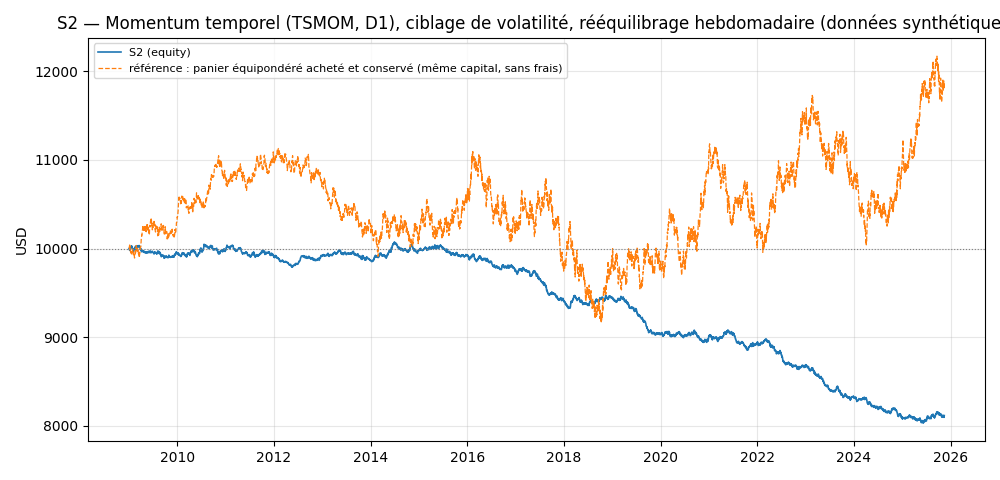 S2 — Momentum temporel (TSMOM, D1), ciblage de volatilité, rééquilibrage hebdomadaire (données synthétique
S2 (equity)
référence : panier équipondéré acheté et conservé (même capital, sans frais)
USD
12000
11000
10000
9000
8000
2010 2012 2014 2016 2018 2020 2022 2024 2026